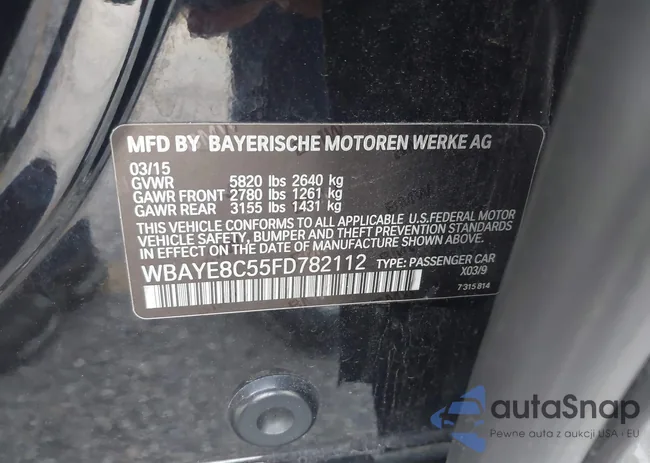 MFD BY BAYERISCHE MOTOREN WERKE AG
03/15
GVWR 5820 lbs 2640 kg
GAWR FRONT 2780 lbs 1261 kg
GAWR REAR 3155 lbs 1431 kg
THIS VEHICLE CONFORMS TO ALL APPLICABLE U.S.FEDERAL MOTOR
VEHICLE SAFETY, BUMPER AND THEFT PREVENTION STANDARDS
IN EFFECT ON THE DATE OF MANUFACTURE SHOWN ABOVE.
WBAYE8C55FD782112 TYPE: PASSENGER CAR
X03/9
7 315 814
autoSnap
Pewne auta z aukcji USA i EU